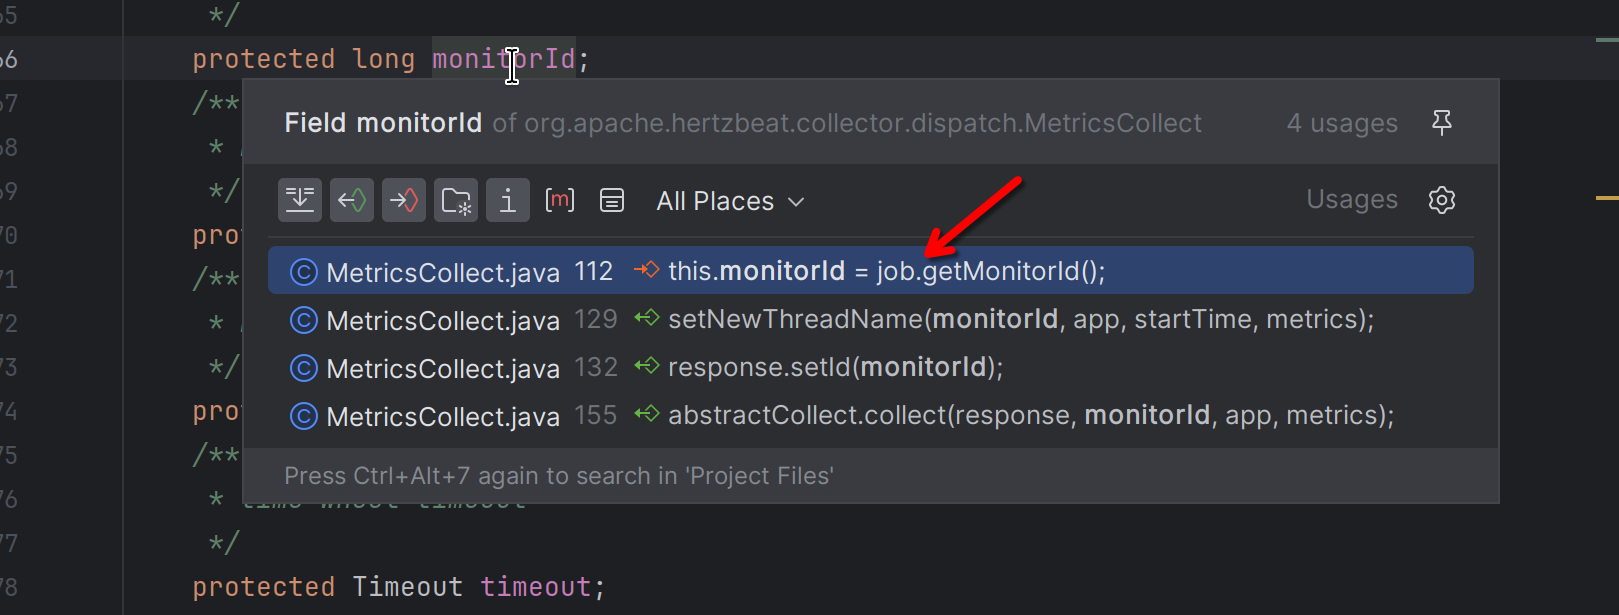 65 */
66 protected long monitorId;
67 /**
Field monitorId of org.apache.hertzbeat.collector.dispatch.MetricsCollect 4 usages
68 *
69 */
All Places Usages
70 pro
MetricsCollect.java 112 this.monitorId = job.getMonitorId();
71 /**
MetricsCollect.java 129 setNewThreadName(monitorId, app, startTime, metrics);
72 *
MetricsCollect.java 132 response.setId(monitorId);
73 */
MetricsCollect.java 155 abstractCollect.collect(response, monitorId, app, metrics);
74 pro
75 /**
Press Ctrl+Alt+7 again to search in 'Project Files'
76 * time wheel timeout
77 */
78 protected Timeout timeout;